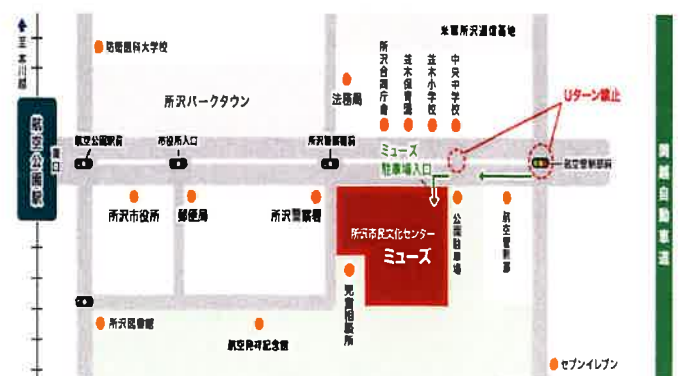 至本川越
防衛医科大学校
米軍所沢通信基地
所沢パークタウン
法務局
所沢合同庁舎
並木保育園
並木小学校
中央中学校
Uターン禁止
航空公園駅
東口
航空公園駅前
市役所入口
所沢警察署前
ミューズ
駐車場入口
航空管制部前
関越自動車道
所沢市役所
郵便局
所沢警察署
所沢市民文化センター
ミューズ
公園駐車場
航空管制部
児童相談所
所沢図書館
航空発祥記念館
セブンイレブン